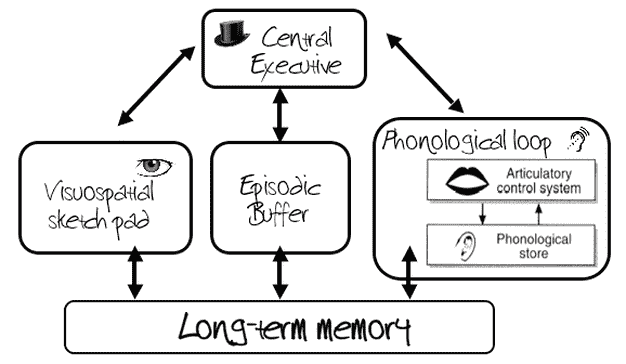 Central
Executive
Visuospatial
sketch pad
Episodic
Buffer
Phonological loop
Articulatory
control system
Phonological
store
Long-term memory